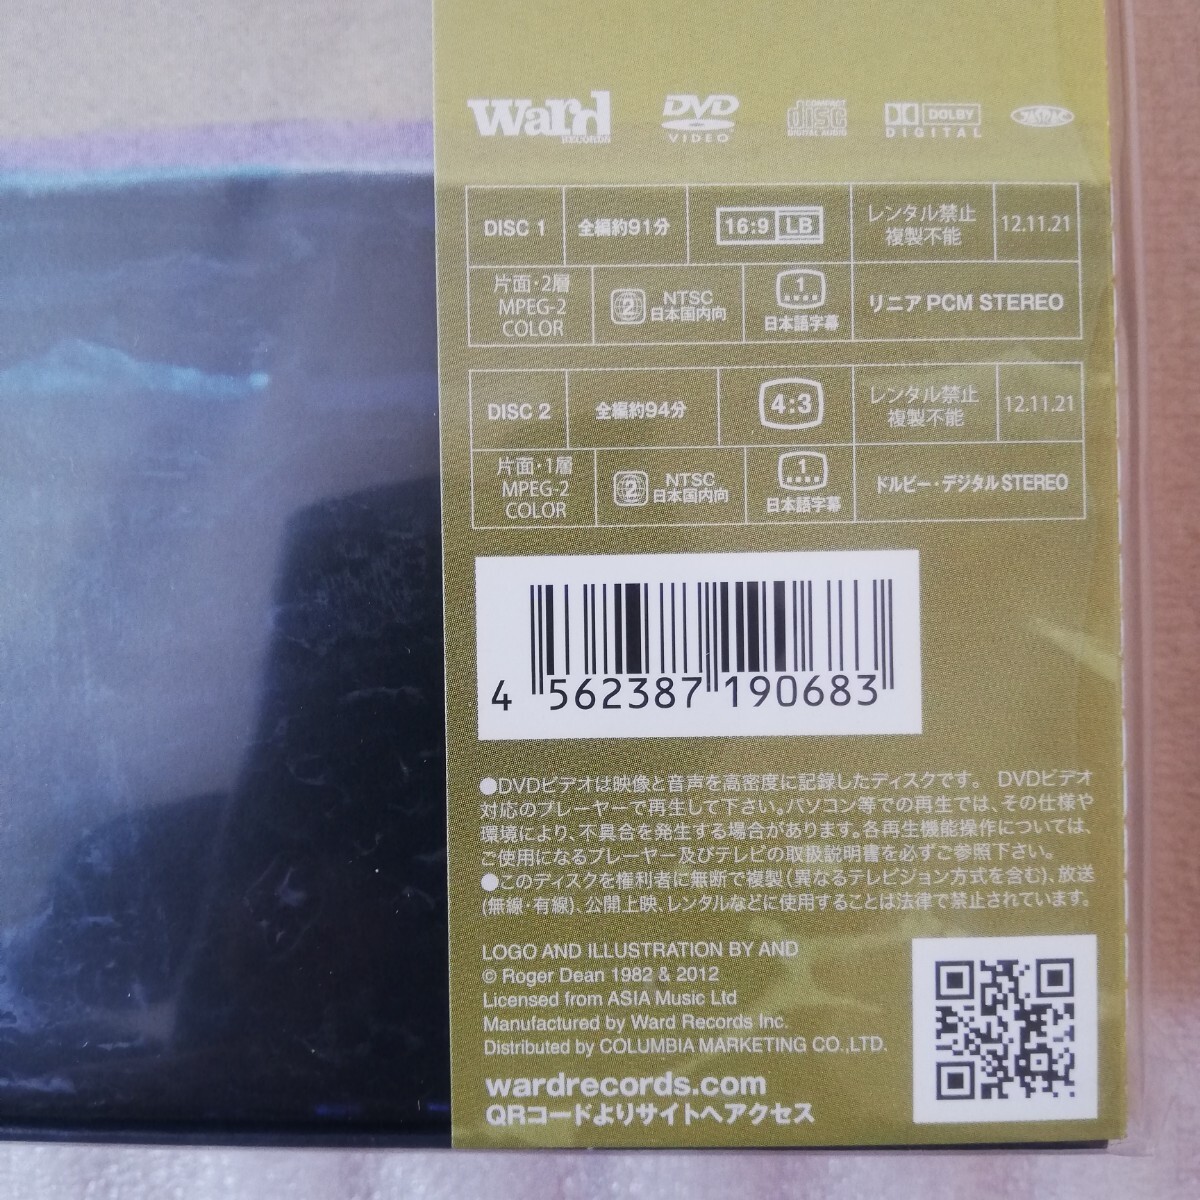 ward
RECORDS
DVD
VIDEO
COMPACT
disc
DIGITAL AUDIO
DOLBY
DIGITAL
JASRAC
DISC 1
全編約91分
16:9 LB
レンタル禁止
複製不能
12.11.21
片面・2層
MPEG-2
COLOR
2
NTSC
日本国内向
1
日本語字幕
リニア PCM STEREO
DISC 2
全編約94分
4:3
レンタル禁止
複製不能
12.11.21
片面・1層
MPEG-2
COLOR
2
NTSC
日本国内向
1
日本語字幕
ドルビー・デジタル STEREO
4 562387 190683
●DVDビデオは映像と音声を高密度に記録したディスクです。 DVDビデオ
対応のプレーヤーで再生して下さい。パソコン等での再生では、その仕様や
環境により、不具合を発生する場合があります。各再生機能操作については、
ご使用になるプレーヤー及びテレビの取扱説明書を必ずご参照下さい。
●このディスクを権利者に無断で複製(異なるテレビジョン方式を含む)、放送
(無線・有線)、公開上映、レンタルなどに使用することは法律で禁止されています。
LOGO AND ILLUSTRATION BY AND
© Roger Dean 1982 & 2012
Licensed from ASIA Music Ltd
Manufactured by Ward Records Inc.
Distributed by COLUMBIA MARKETING CO.,LTD.
wardrecords.com
QRコードよりサイトへアクセス